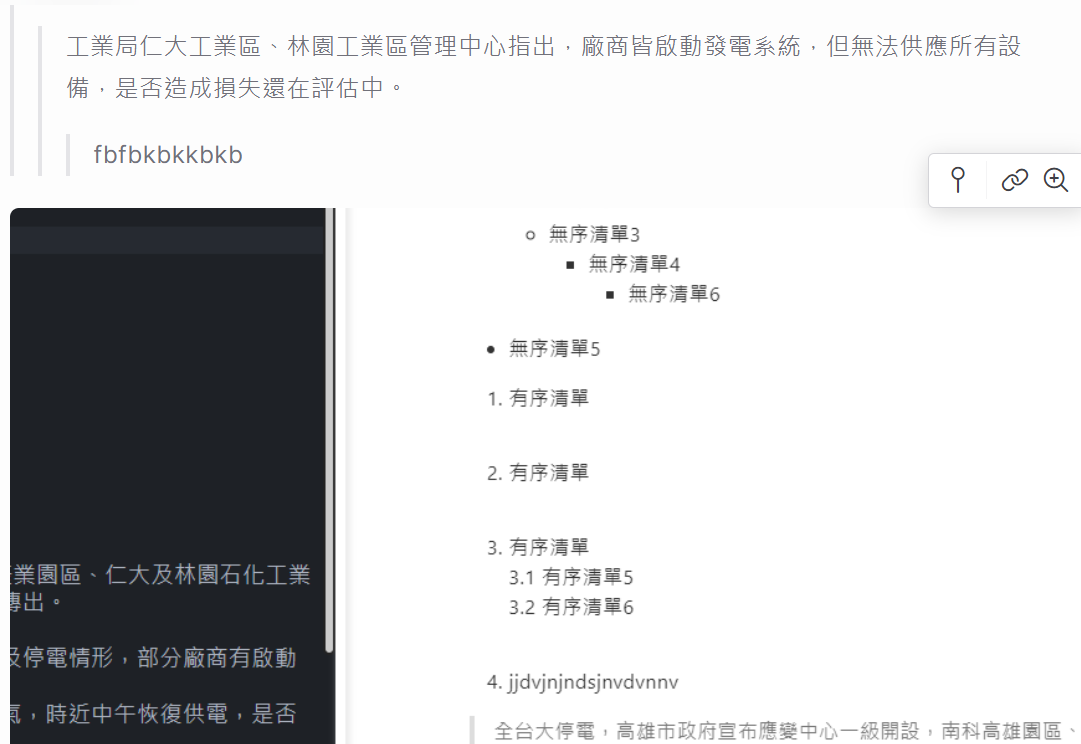 工業局仁大工業區、林園工業區管理中心指出，廠商皆啟動發電系統，但無法供應所有設
備，是否造成損失還在評估中。
fbfbkbkkbkb
無序清單3
無序清單4
無序清單6
無序清單5
1. 有序清單
2. 有序清單
3. 有序清單
3.1 有序清單5
3.2 有序清單6
4. jjdvjnjndsjnvdvnnv
全台大停電，高雄市政府宣布應變中心一級開設，南科高雄園區、
業園區、仁大及林園石化工業
傳出。
及停電情形，部分廠商有啟動
氣，時近中午恢復供電，是否